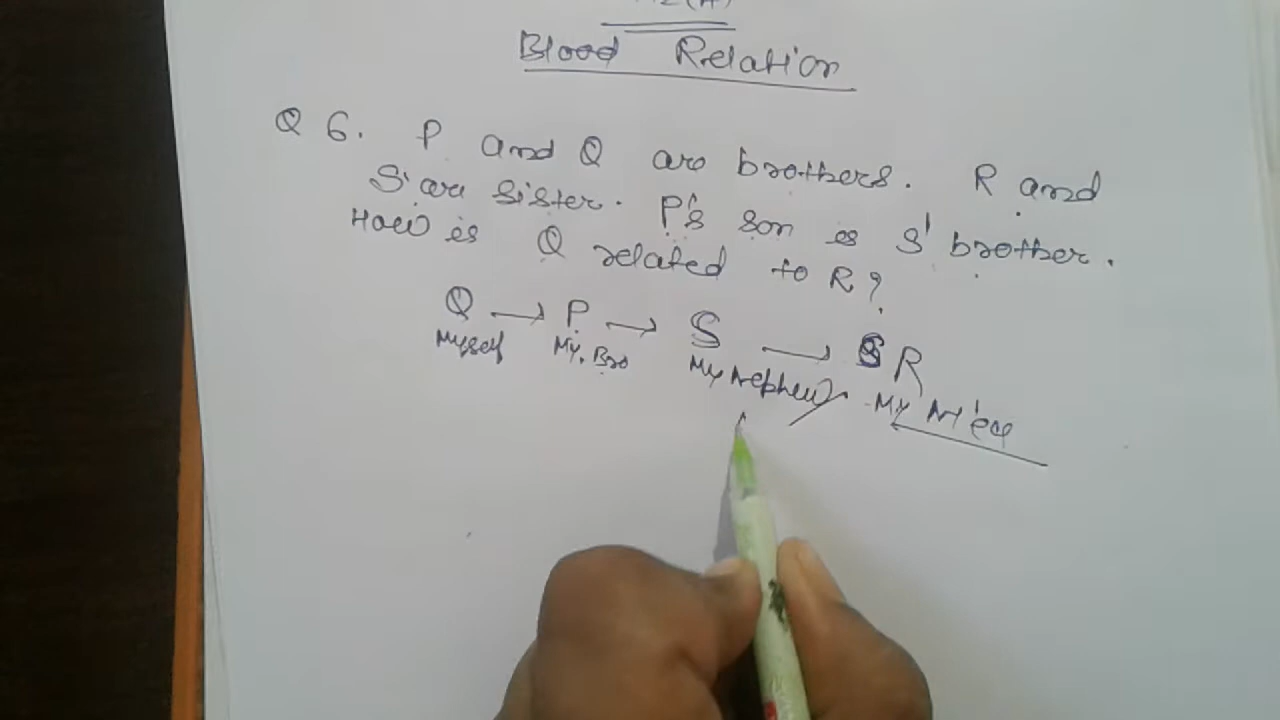 Blood Relation
Q 6. P and Q are brothers. R and
S are sister. P's son is S' brother.
How is Q related to R?
Q → P → S → R
Myself My. Bro My Nephew My Niece